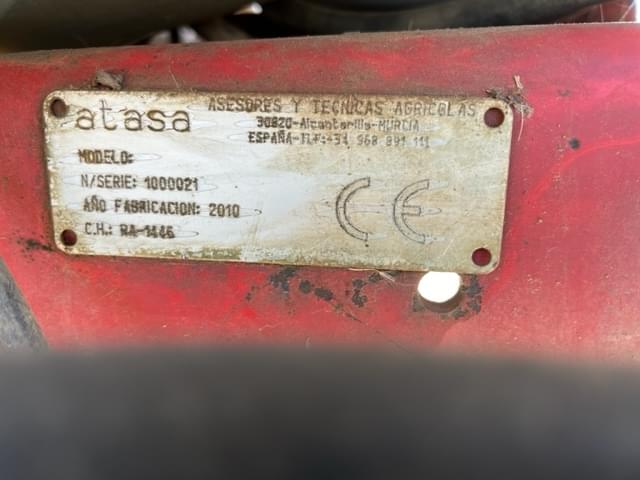 atasa
ASESORES Y TECNICAS AGRICOLAS
30820-Alcantarilla-MURCIA
ESPAÑA-TLF:-34 968 891 111
MODELO:
N/SERIE: 1000021
AÑO FABRICACION: 2010
C.H.: RA-1446
CE